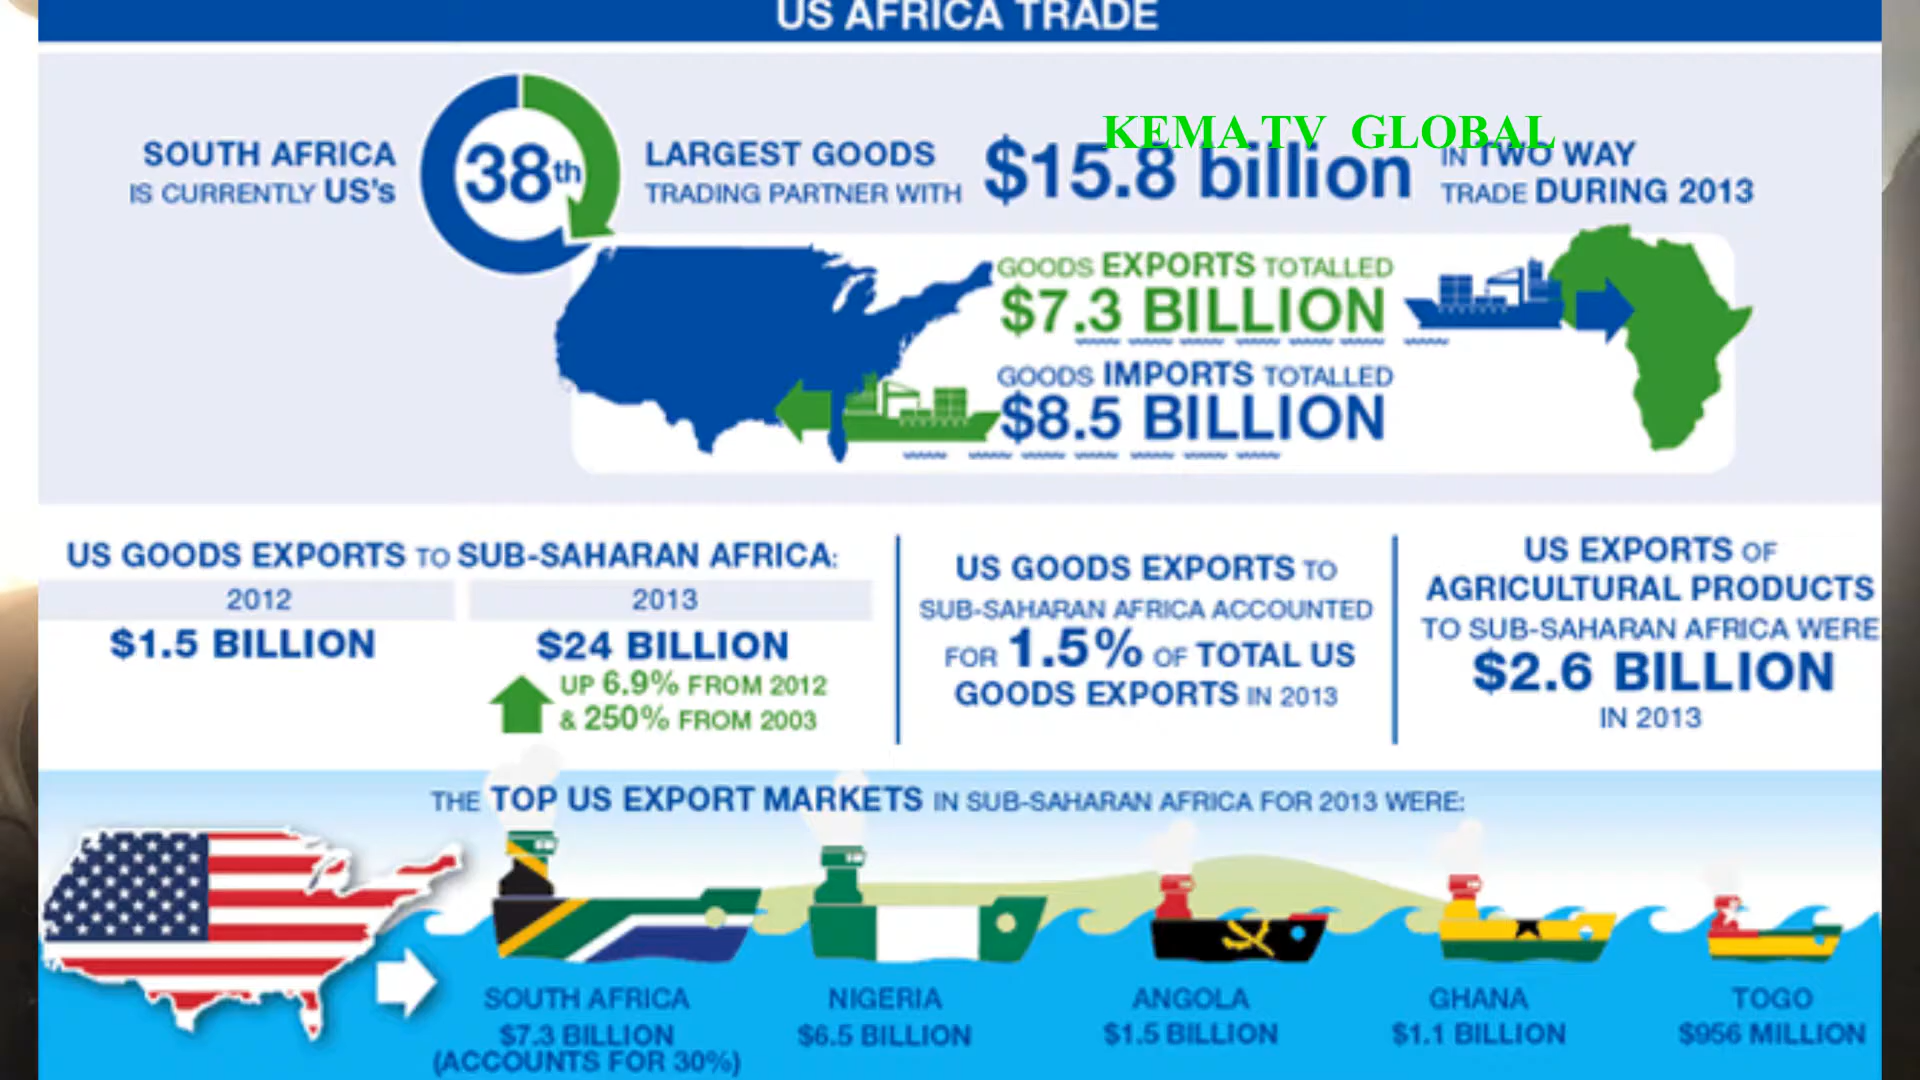 US AFRICA TRADE
KEMA TV GLOBAL
SOUTH AFRICA
IS CURRENTLY US's
38th
LARGEST GOODS
TRADING PARTNER WITH
$15.8 billion
IN TWO WAY
TRADE DURING 2013
GOODS EXPORTS TOTALLED
$7.3 BILLION
GOODS IMPORTS TOTALLED
$8.5 BILLION
US GOODS EXPORTS TO SUB-SAHARAN AFRICA:
2012
$1.5 BILLION
2013
$24 BILLION
UP 6.9% FROM 2012
& 250% FROM 2003
US GOODS EXPORTS TO
SUB-SAHARAN AFRICA ACCOUNTED
FOR 1.5% OF TOTAL US
GOODS EXPORTS IN 2013
US EXPORTS OF
AGRICULTURAL PRODUCTS
TO SUB-SAHARAN AFRICA WERE
$2.6 BILLION
IN 2013
THE TOP US EXPORT MARKETS IN SUB-SAHARAN AFRICA FOR 2013 WERE:
SOUTH AFRICA
$7.3 BILLION
(ACCOUNTS FOR 30%)
NIGERIA
$6.5 BILLION
ANGOLA
$1.5 BILLION
GHANA
$1.1 BILLION
TOGO
$956 MILLION